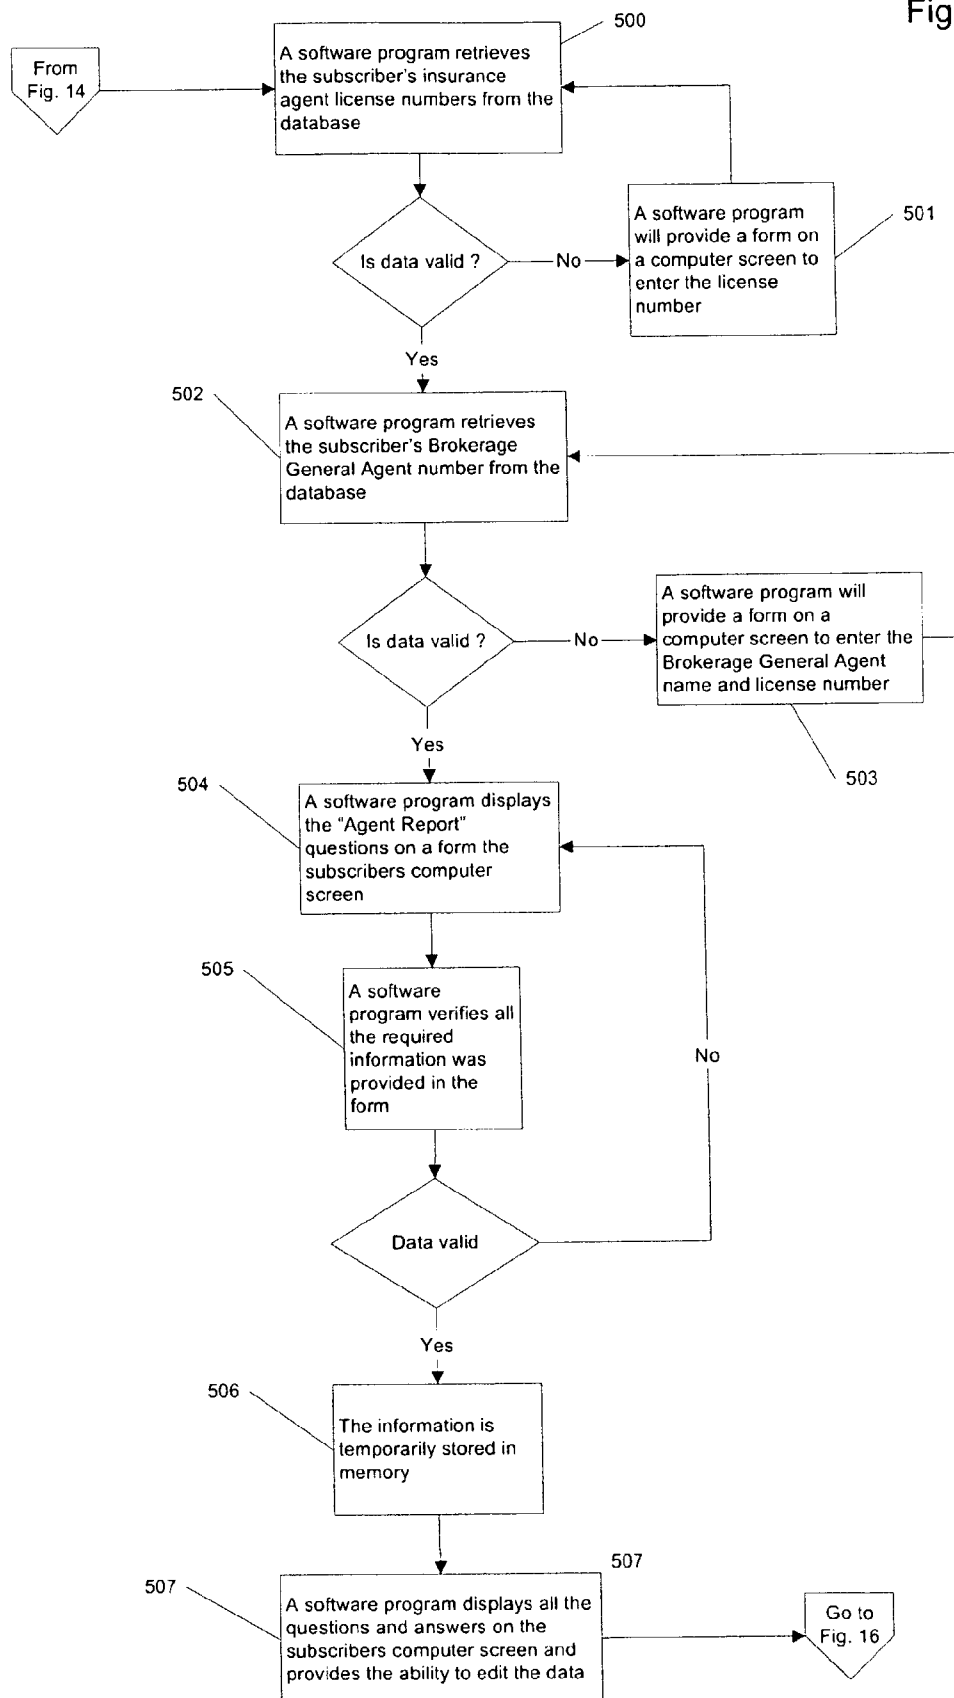 Fig
500
From
Fig. 14
A software program retrieves
the subscriber's insurance
agent license numbers from the
database
A software program
will provide a form on
a computer screen to
enter the license
number
501
Is data valid ?
No
Yes
502
A software program retrieves
the subscriber's Brokerage
General Agent number from the
database
A software program will
provide a form on a
computer screen to enter the
Brokerage General Agent
name and license number
Is data valid ?
No
503
Yes
504
A software program displays
the "Agent Report"
questions on a form the
subscribers computer
screen
505
A software
program verifies all
the required
information was
provided in the
form
No
Data valid
Yes
506
The information is
temporarily stored in
memory
507
507
A software program displays all the
questions and answers on the
subscribers computer screen and
provides the ability to edit the data
Go to
Fig. 16